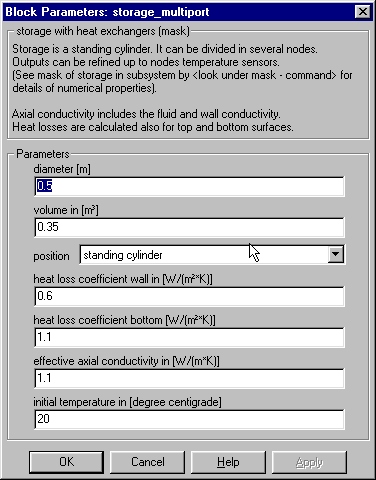 Block Parameters: storage_multiport
storage with heat exchangers (mask)
Storage is a standing cylinder. It can be divided in several nodes.
Outputs can be refined up to nodes temperature sensors.
(See mask of storage in subsystem by <look under mask - command> for
details of numerical properties).
Axial conductivity includes the fluid and wall conductivity.
Heat losses are calculated also for top and bottom surfaces.
Parameters
diameter [m]
0.5
volume in [m³]
0.35
position standing cylinder
heat loss coefficient wall in [W/(m²*K)]
0.6
heat loss coefficient bottom [W/(m²*K)]
1.1
effective axial conductivity in [W/(m*K)]
1.1
initial temperature in [degree centigrade]
20
OK Cancel Help Apply